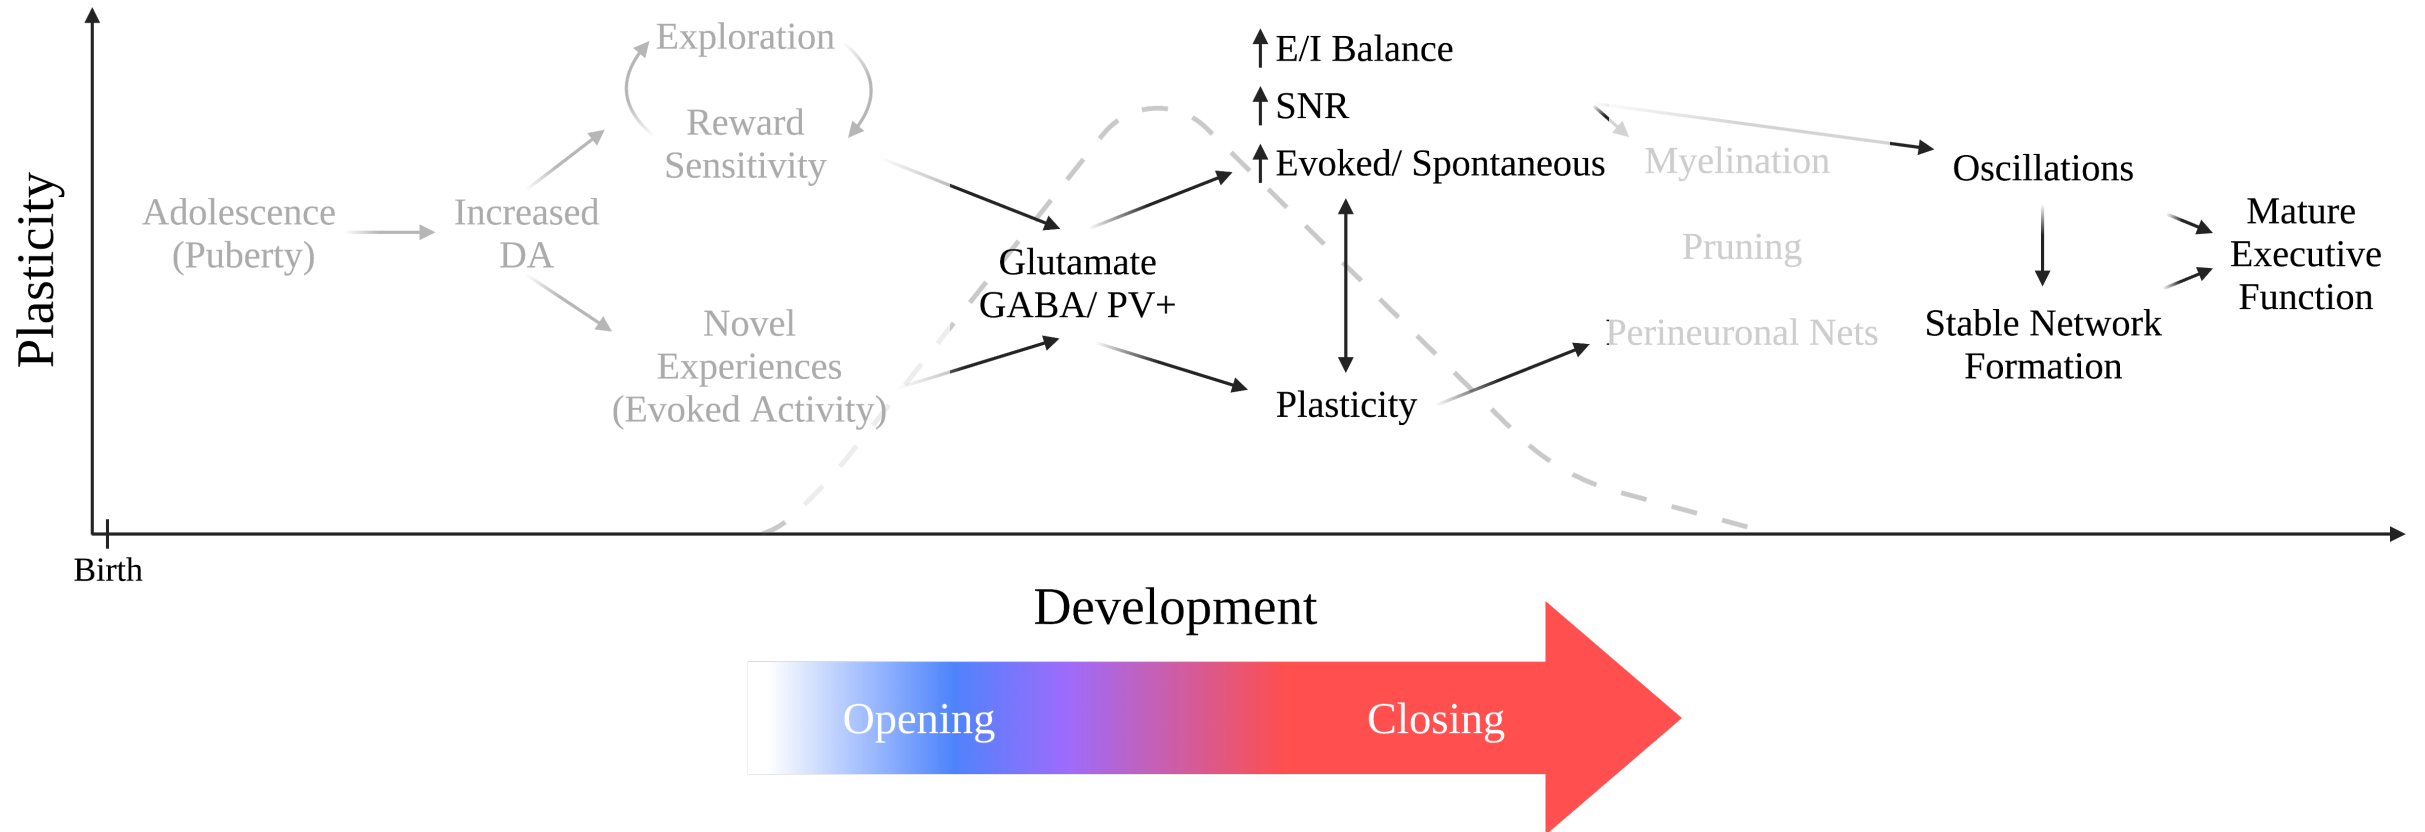 Plasticity
Adolescence
(Puberty)
Increased
DA
Exploration
Reward
Sensitivity
Novel
Experiences
(Evoked Activity)
Glutamate
GABA/ PV+
E/I Balance
SNR
Evoked/ Spontaneous
Plasticity
Myelination
Pruning
Perineuronal Nets
Oscillations
Stable Network
Formation
Mature
Executive
Function
Birth
Development
Opening
Closing